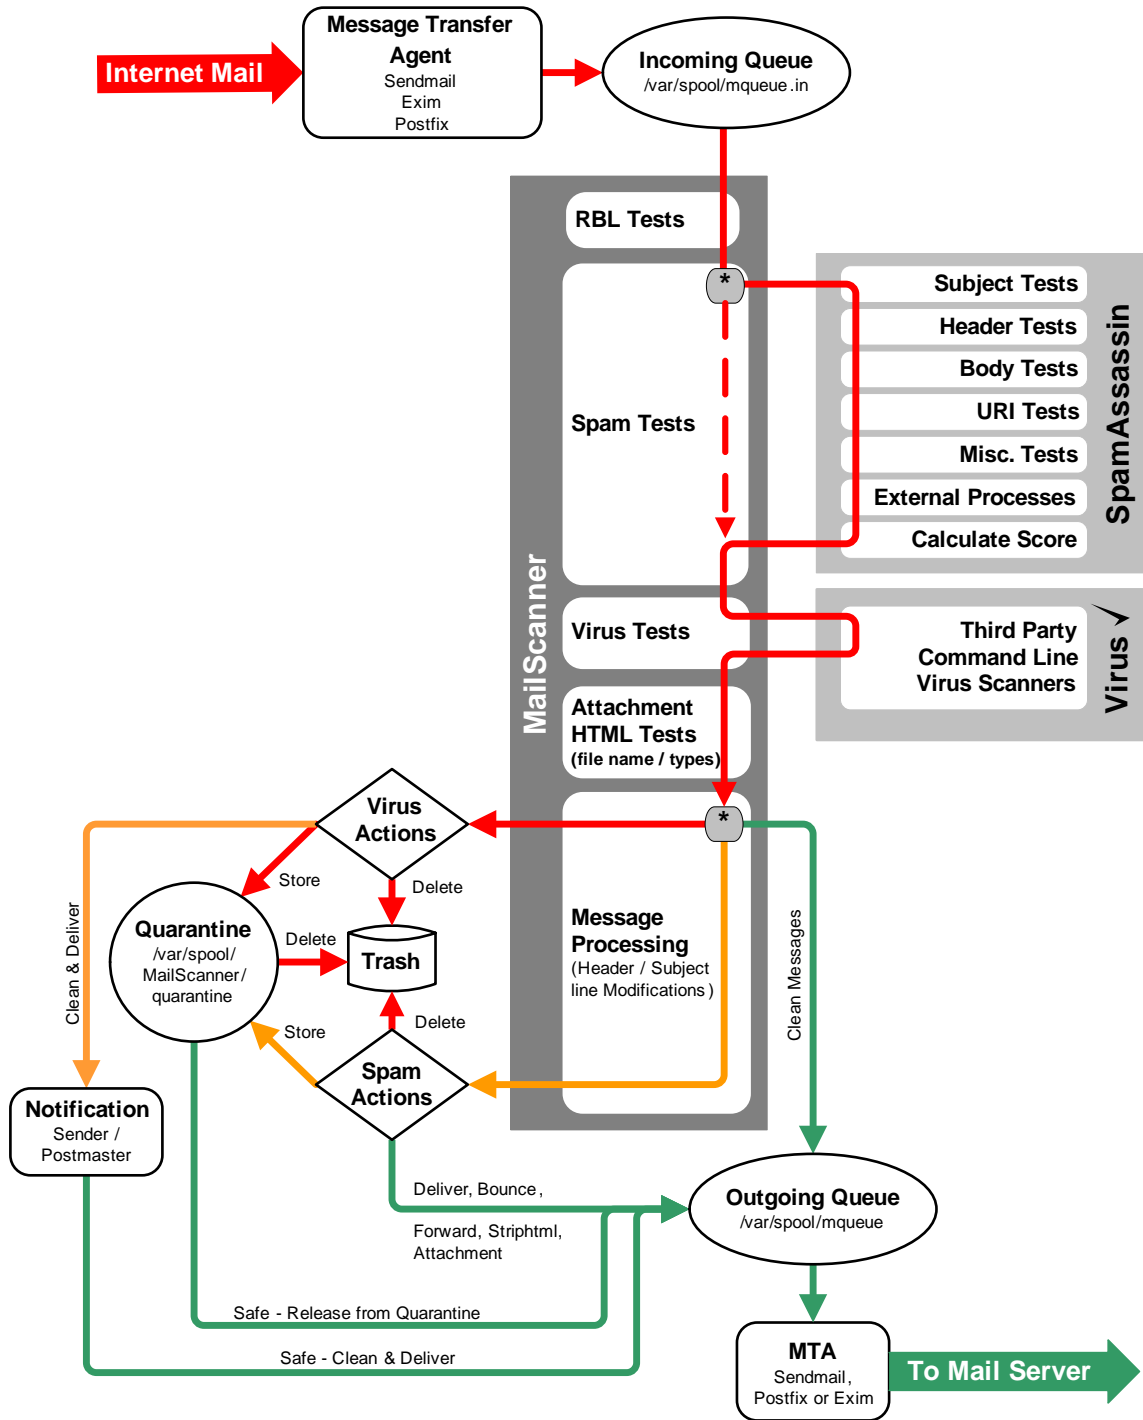 Internet Mail
Message Transfer
Agent
Sendmail
Exim
Postfix
Incoming Queue
/var/spool/mqueue.in
MailScanner
RBL Tests
*
Spam Tests
Subject Tests
Header Tests
Body Tests
URI Tests
Misc. Tests
External Processes
Calculate Score
SpamAssassin
Virus Tests
Third Party
Command Line
Virus Scanners
Virus
Attachment
HTML Tests
(file name / types)
*
Message
Processing
(Header / Subject
line Modifications)
Virus
Actions
Store
Delete
Clean & Deliver
Quarantine
/var/spool/
MailScanner/
quarantine
Delete
Trash
Store
Delete
Spam
Actions
Clean Messages
Notification
Sender /
Postmaster
Deliver, Bounce,
Forward, Striphtml,
Attachment
Outgoing Queue
/var/spool/mqueue
Safe - Release from Quarantine
Safe - Clean & Deliver
MTA
Sendmail,
Postfix or Exim
To Mail Server